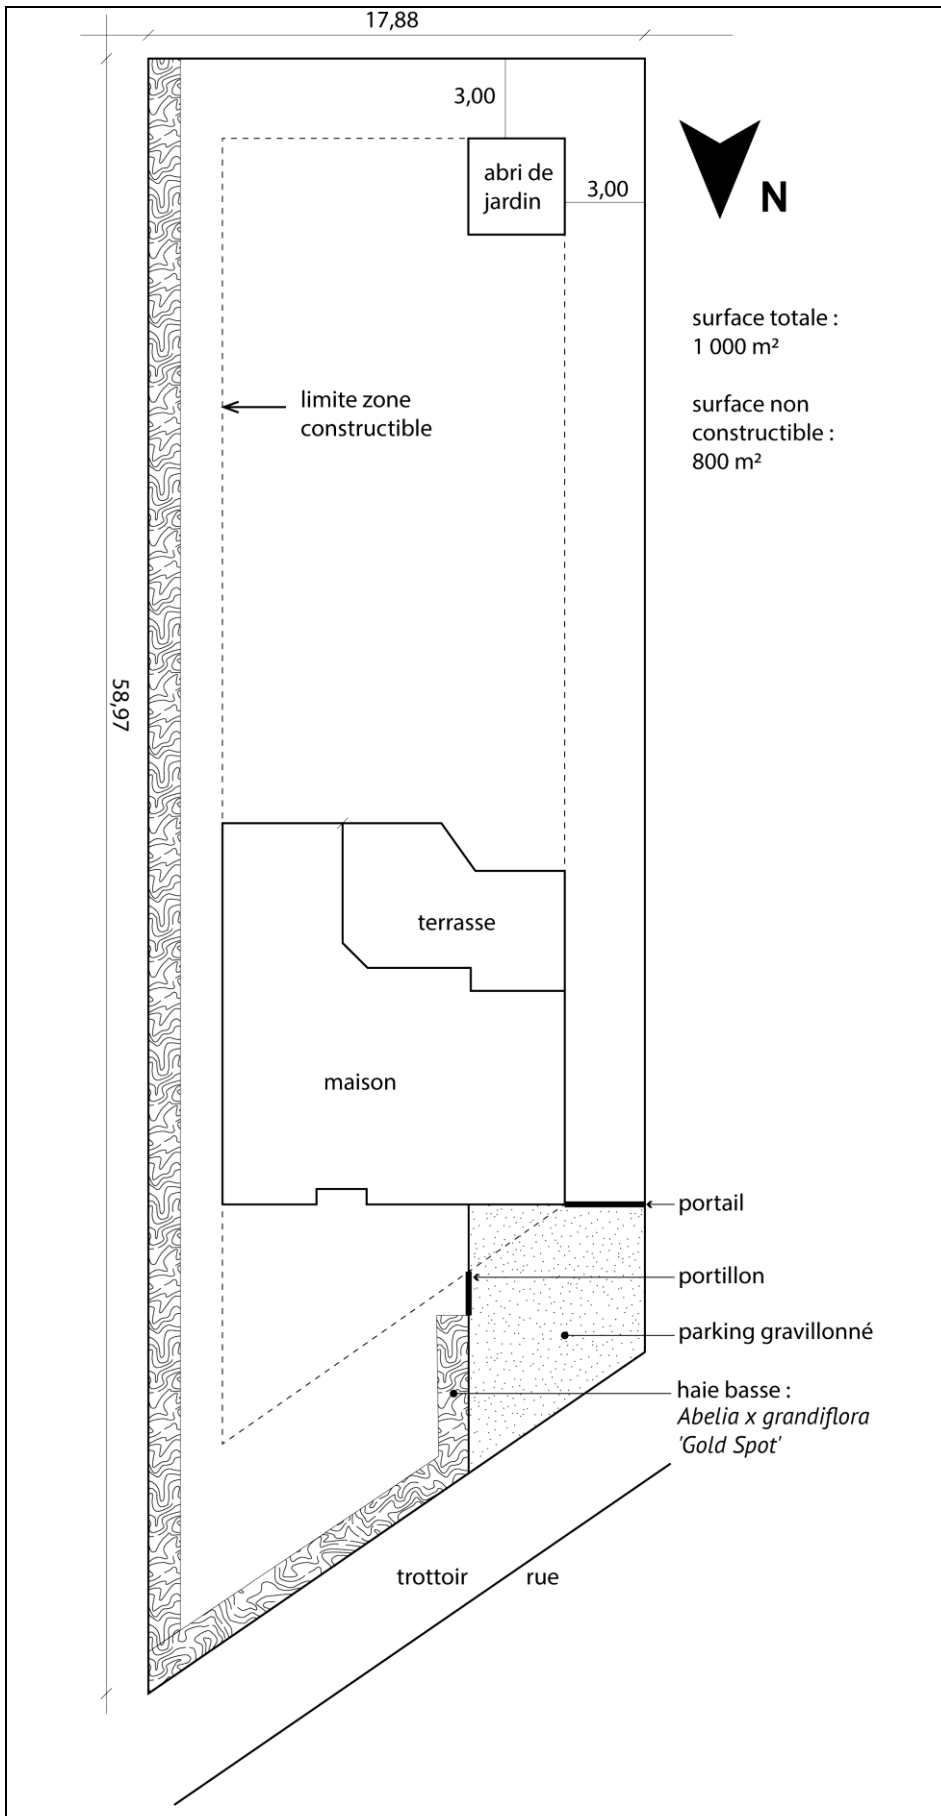 17,88
3,00
abri de
jardin
3,00
N
surface totale :
1 000 m²
surface non
constructible :
800 m²
limite zone
constructible
58,97
terrasse
maison
portail
portillon
parking gravillonné
haie basse :
Abelia x grandiflora
'Gold Spot'
trottoir
rue